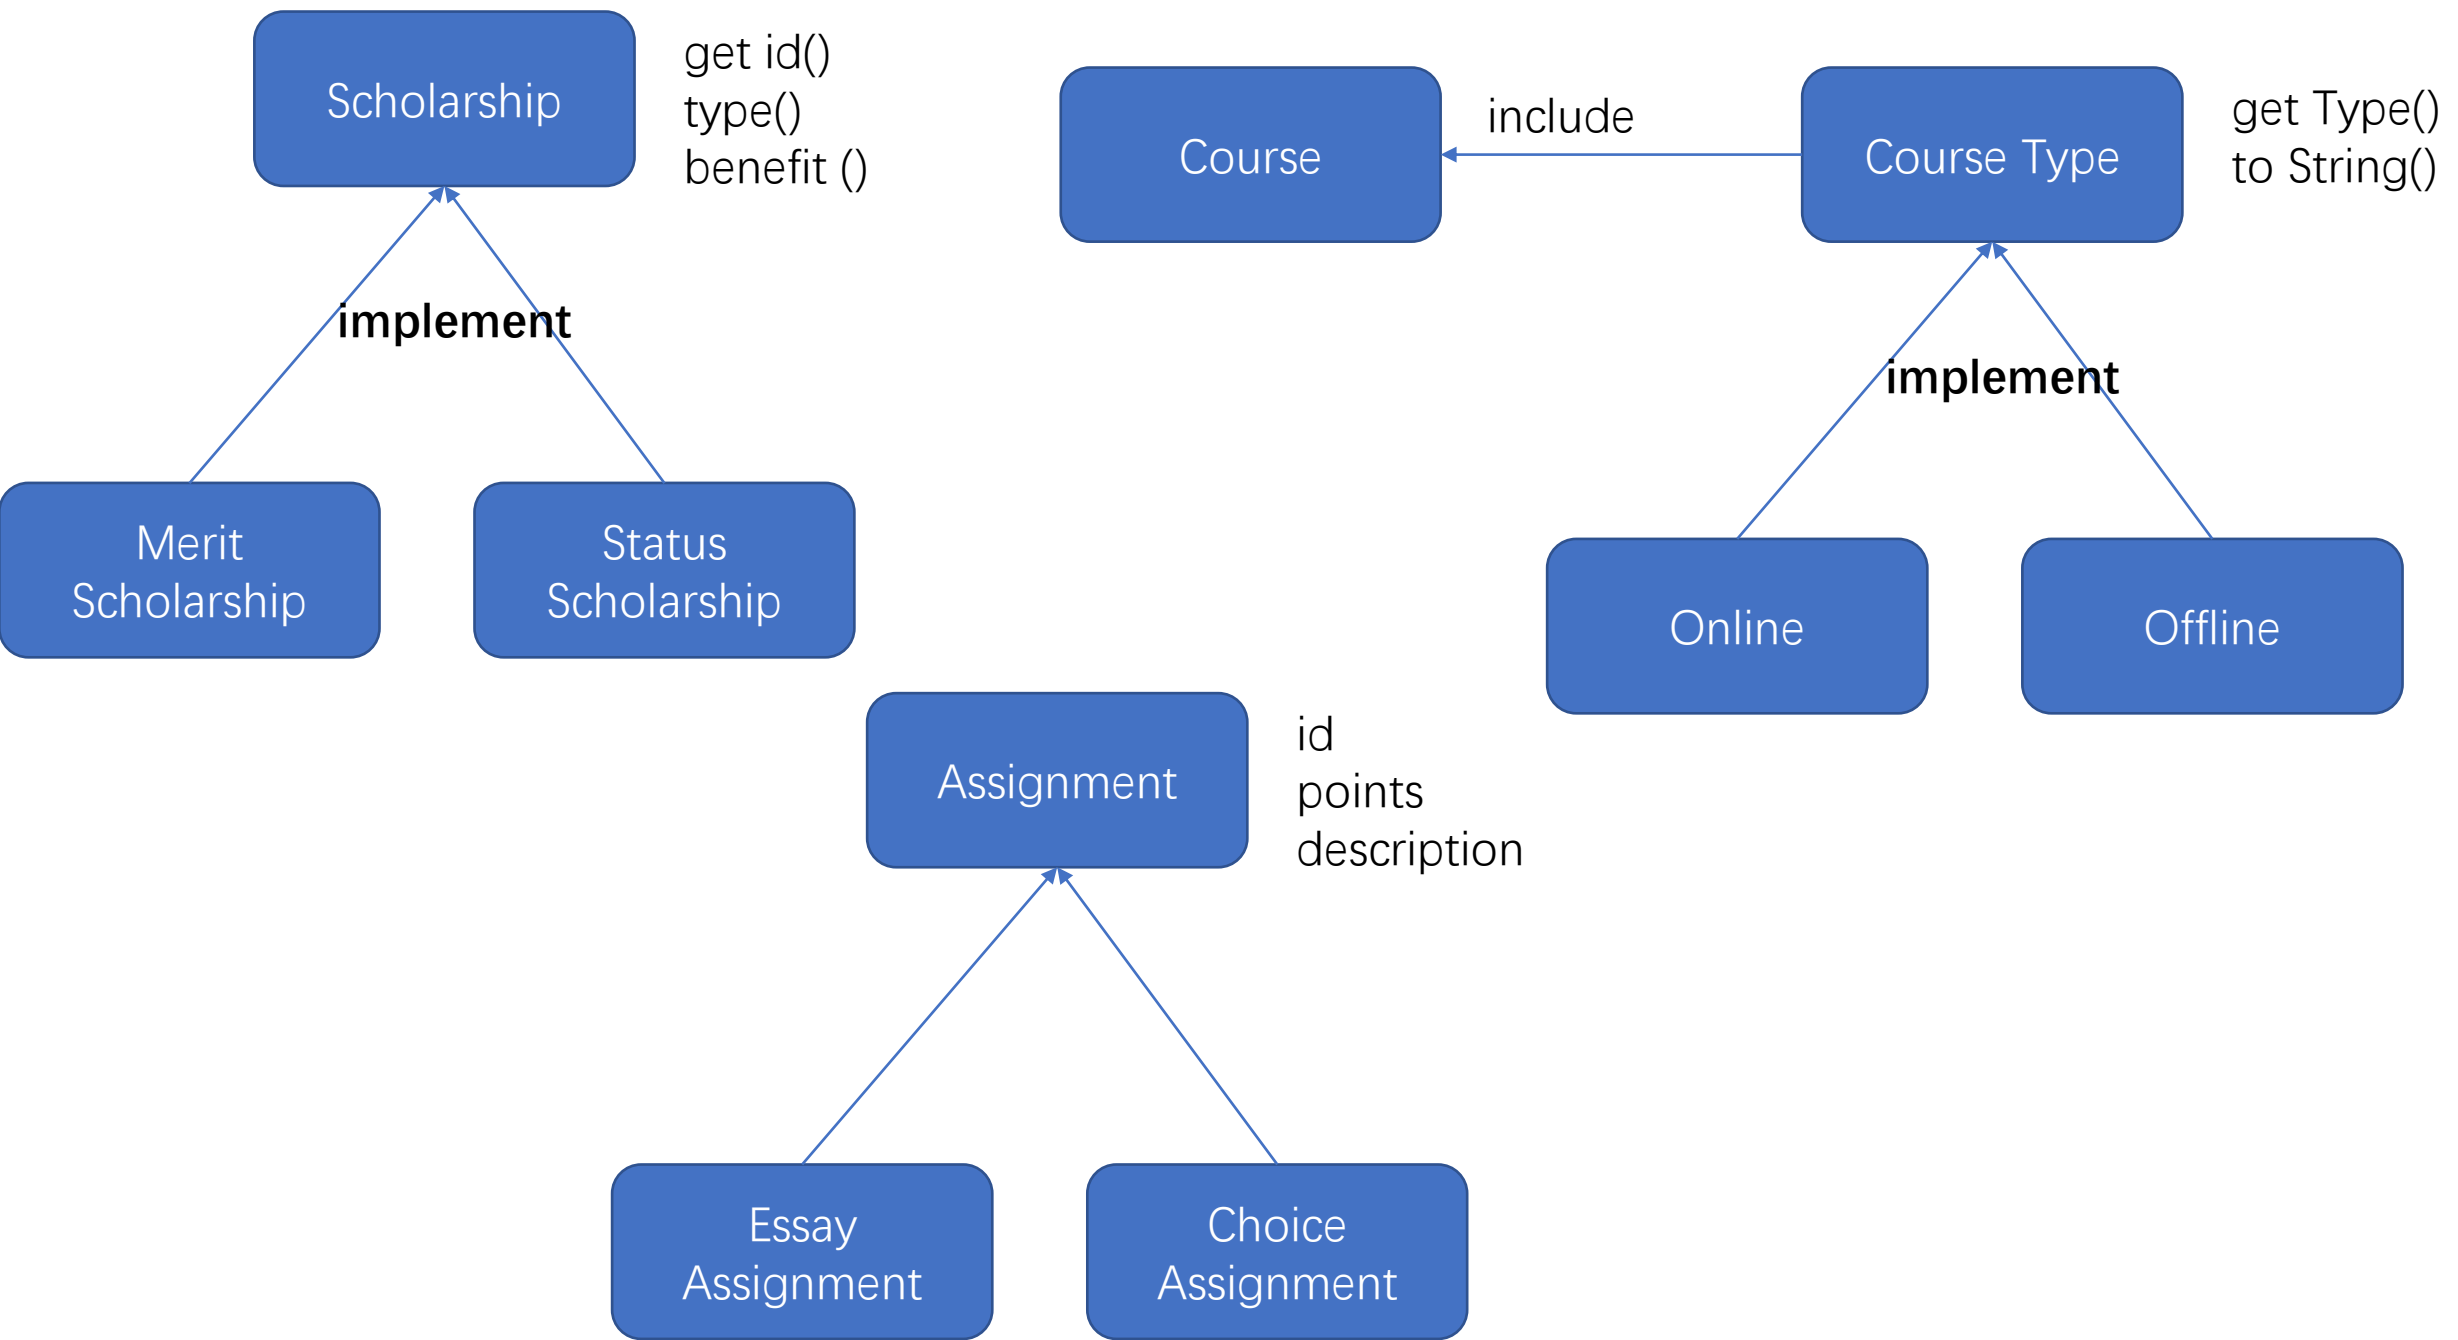 Scholarship
get id()
type()
benefit ()
Course
include
Course Type
get Type()
to String()
implement
implement
Merit
Scholarship
Status
Scholarship
Online
Offline
Assignment
id
points
description
Essay
Assignment
Choice
Assignment